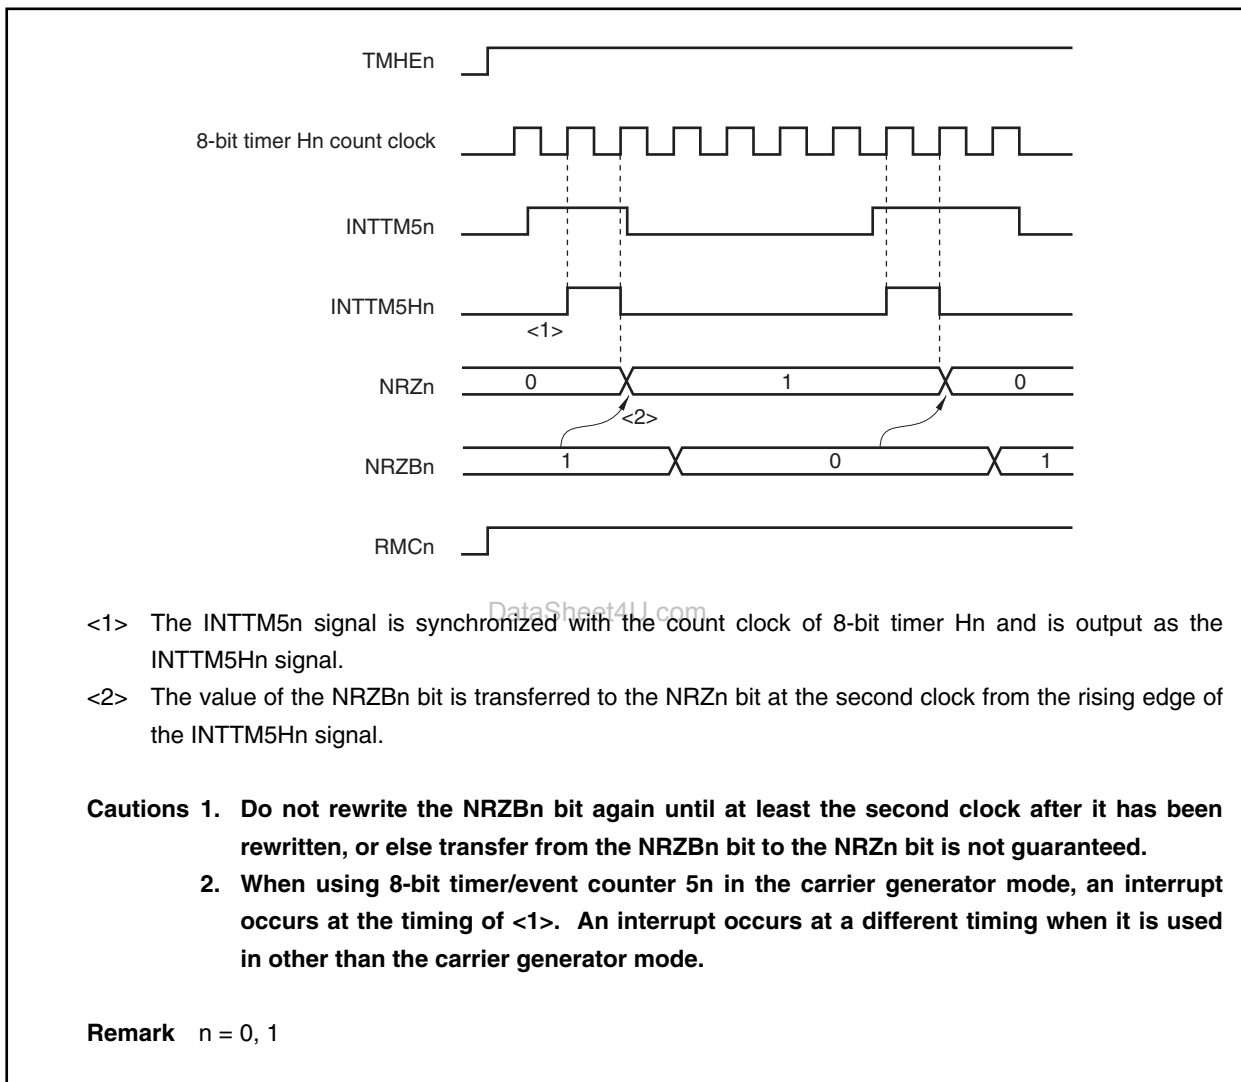 TMHEn
8-bit timer Hn count clock
INTTM5n
INTTM5Hn
<1>
NRZn 0 1 0
<2>
NRZBn 1 0 1
RMCn
DataSheet4U.com
<1> The INTTM5n signal is synchronized with the count clock of 8-bit timer Hn and is output as the
INTTM5Hn signal.
<2> The value of the NRZBn bit is transferred to the NRZn bit at the second clock from the rising edge of
the INTTM5Hn signal.
Cautions 1. Do not rewrite the NRZBn bit again until at least the second clock after it has been
rewritten, or else transfer from the NRZBn bit to the NRZn bit is not guaranteed.
2. When using 8-bit timer/event counter 5n in the carrier generator mode, an interrupt
occurs at the timing of <1>. An interrupt occurs at a different timing when it is used
in other than the carrier generator mode.
Remark n = 0, 1